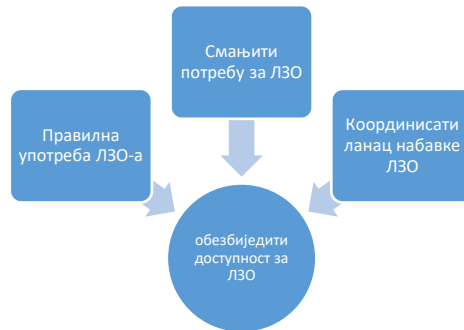 Смањити
потребу за ЛЗО
Правилна
употреба ЛЗО-а
Координисати
ланац набавке
ЛЗО
обезбиједити
доступност за
ЛЗО